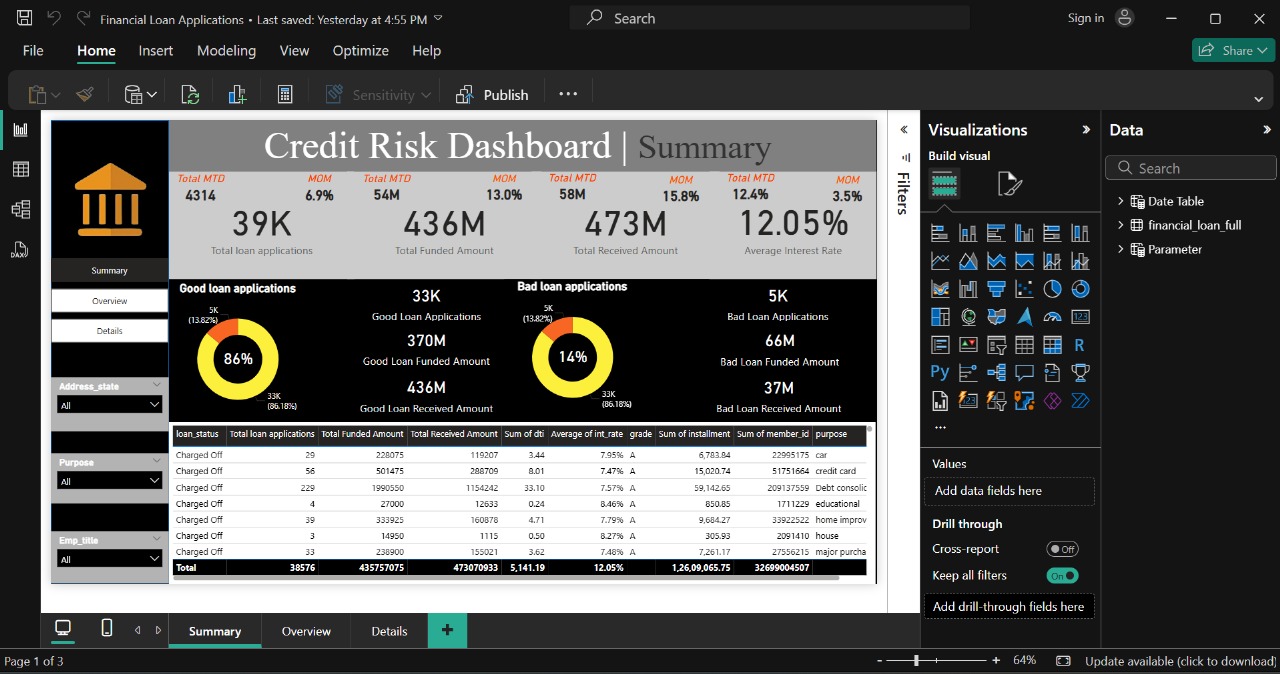 Financial Loan Applications • Last saved: Yesterday at 4:55 PM
Search
Sign in
File Home Insert Modeling View Optimize Help
Share
Sensitivity
Publish
Credit Risk Dashboard | Summary
Total MTD MOM Total MTD MOM Total MTD MOM Total MTD MOM
4314 6.9% 54M 13.0% 58M 15.8% 12.4% 3.5%
39K 436M 473M 12.05%
Total loan applications Total Funded Amount Total Received Amount Average Interest Rate
Summary
Overview
Details
Address_state
All
Purpose
All
Emp_title
All
Good loan applications
5K
(13.82%)
86%
33K
(86.18%)
33K
Good Loan Applications
370M
Good Loan Funded Amount
436M
Good Loan Received Amount
Bad loan applications
5K
(13.82%)
14%
33K
(86.18%)
5K
Bad Loan Applications
66M
Bad Loan Funded Amount
37M
Bad Loan Received Amount
loan_status Total loan applications Total Funded Amount Total Received Amount Sum of dti Average of int_rate grade Sum of installment Sum of member_id purpose
Charged Off 29 228075 119207 3.44 7.95% A 6,783.84 22995175 car
Charged Off 56 501475 288709 8.01 7.47% A 15,020.74 51751664 credit card
Charged Off 229 1990550 1154242 33.10 7.57% A 59,142.65 209137559 Debt consolic
Charged Off 4 27000 12633 0.24 8.46% A 850.85 1711229 educational
Charged Off 39 333925 160878 4.71 7.79% A 9,684.27 33922522 home improv
Charged Off 3 14950 1115 0.50 8.27% A 305.93 2091410 house
Charged Off 33 238900 155021 3.62 7.48% A 7,261.17 27556215 major purcha
Total 38576 435757075 473070933 5,141.19 12.05% 1,26,09,065.75 32699004507
Filters
Visualizations
Build visual
123
R
Py
123
Values
Add data fields here
Drill through
Cross-report Off
Keep all filters On
Add drill-through fields here
Data
Search
Date Table
financial_loan_full
Parameter
DAX
Summary Overview Details
Page 1 of 3
64%
Update available (click to download)